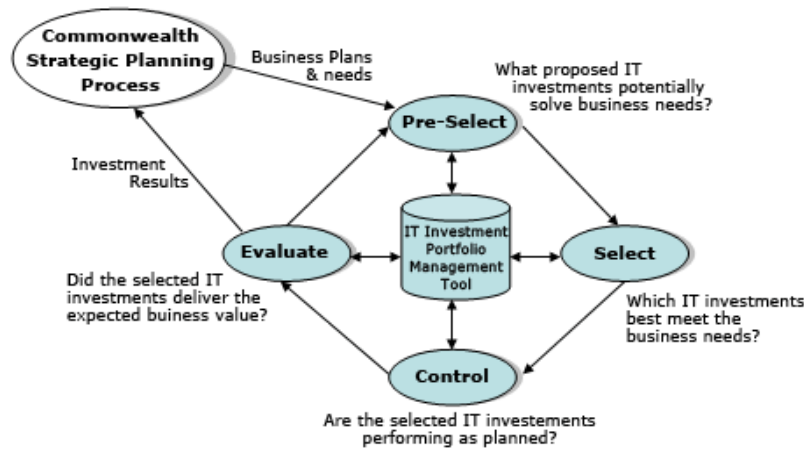 Commonwealth
Strategic Planning
Process
Business Plans
& needs
What proposed IT
investments potentially
solve business needs?
Pre-Select
Investment
Results
IT Investment
Portfolio
Management
Tool
Evaluate
Select
Did the selected IT
investments deliver the
expected buiness value?
Which IT investments
best meet the
business needs?
Control
Are the selected IT investements
performing as planned?